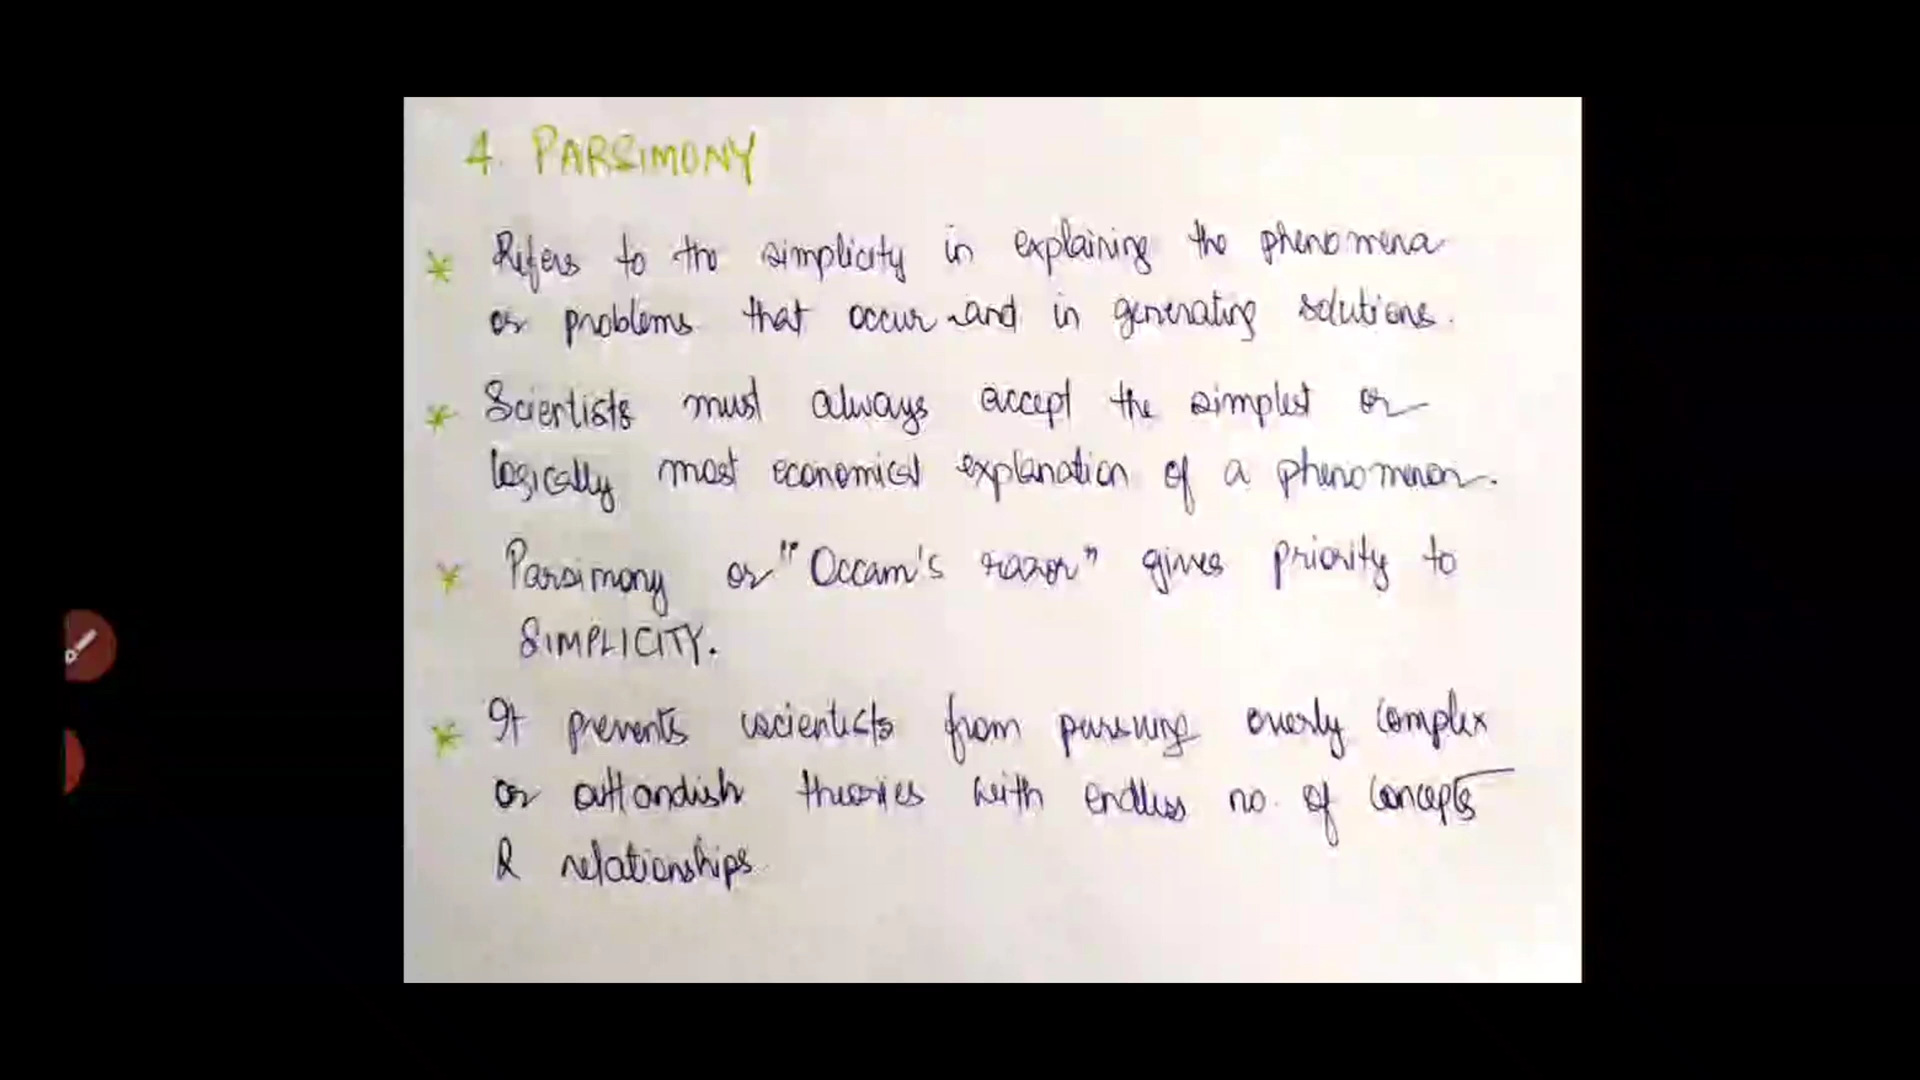 4. PARSIMONY
* Refers to the simplicity in explaining the phenomena
or problems that occur and in generating solutions.
* Scientists must always accept the simplest or
logically most economical explanation of a phenomenon.
* Parsimony or "Occam's razor" gives priority to
SIMPLICITY.
* It prevents scientists from pursuing overly complex
or outlandish theories with endless no. of concepts
& relationships.